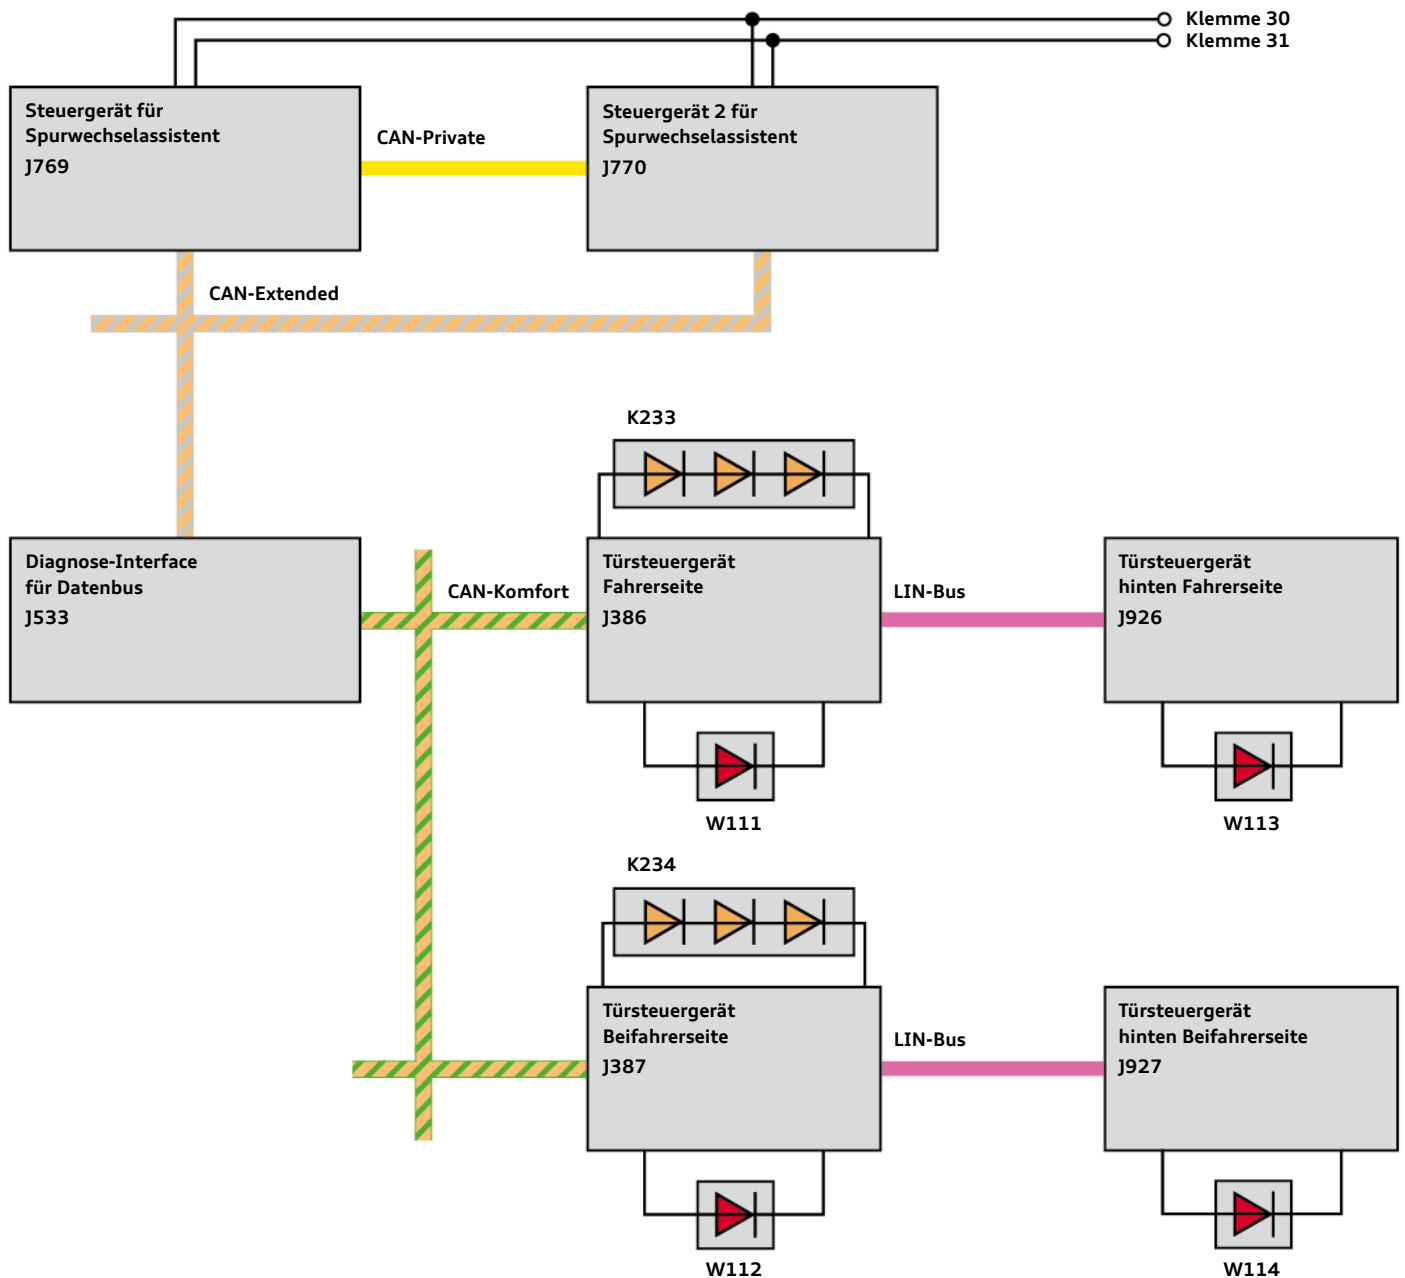 Klemme 30
Klemme 31
Steuergerät für
Spurwechselassistent
J769
CAN-Private
Steuergerät 2 für
Spurwechselassistent
J770
CAN-Extended
K233
Diagnose-Interface
für Datenbus
J533
CAN-Komfort
Türsteuergerät
Fahrerseite
J386
LIN-Bus
Türsteuergerät
hinten Fahrerseite
J926
W111
W113
K234
Türsteuergerät
Beifahrerseite
J387
LIN-Bus
Türsteuergerät
hinten Beifahrerseite
J927
W112
W114